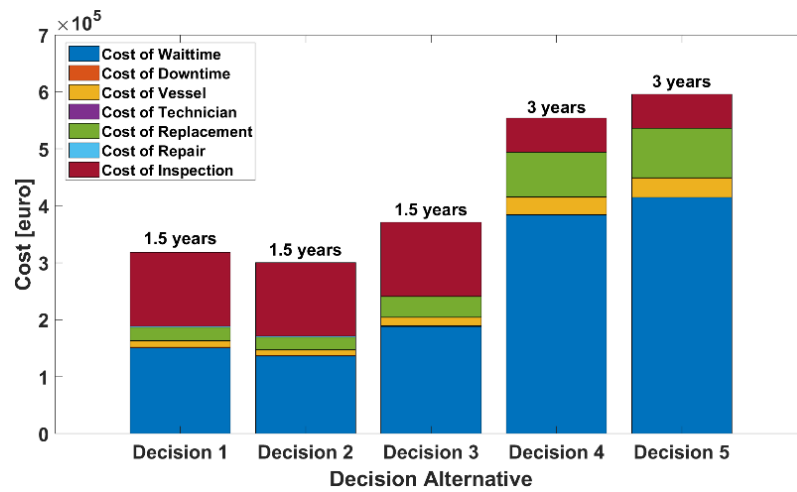 ×10⁵
7
6
5
4
3
2
1
0
Cost [euro]
Cost of Waittime
Cost of Downtime
Cost of Vessel
Cost of Technician
Cost of Replacement
Cost of Repair
Cost of Inspection
1.5 years
1.5 years
1.5 years
3 years
3 years
Decision 1
Decision 2
Decision 3
Decision 4
Decision 5
Decision Alternative